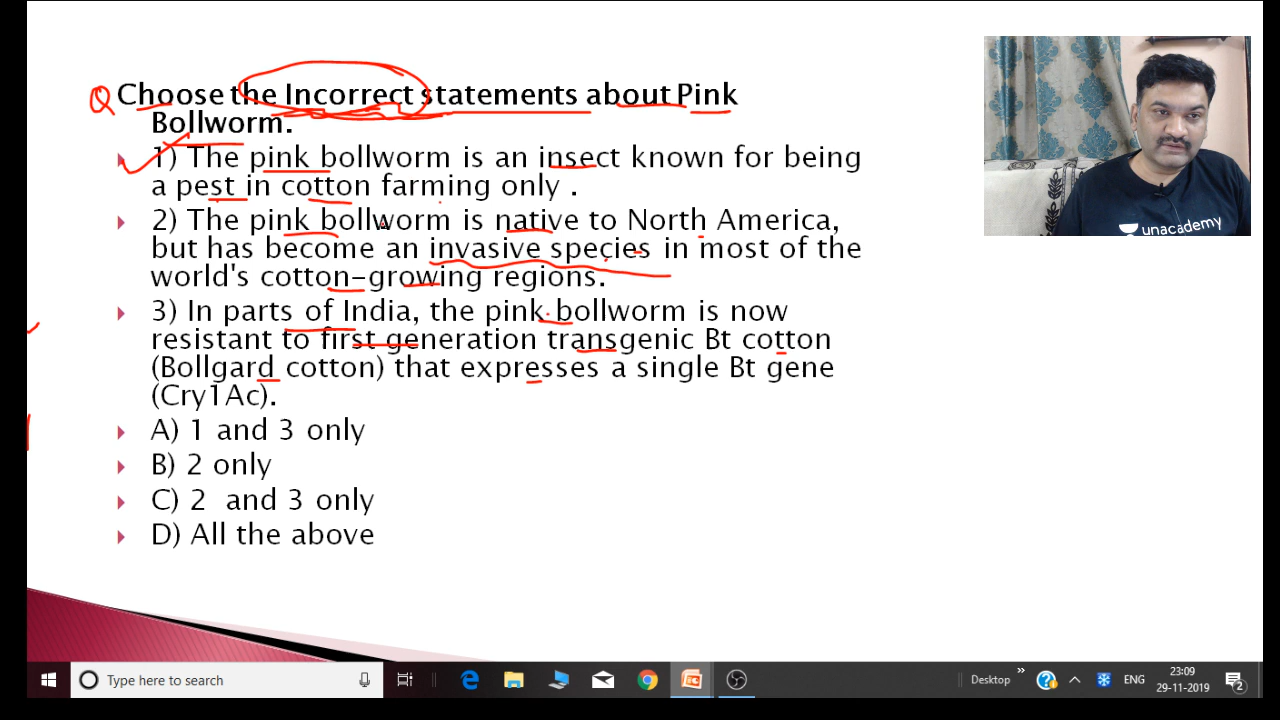 Q Choose the Incorrect statements about Pink
Bollworm.
1) The pink bollworm is an insect known for being
a pest in cotton farming only .
2) The pink bollworm is native to North America,
but has become an invasive species in most of the
world's cotton-growing regions.
3) In parts of India, the pink bollworm is now
resistant to first generation transgenic Bt cotton
(Bollgard cotton) that expresses a single Bt gene
(Cry1Ac).
A) 1 and 3 only
B) 2 only
C) 2 and 3 only
D) All the above
unacademy
Type here to search
Desktop
ENG
23:09
29-11-2019
2